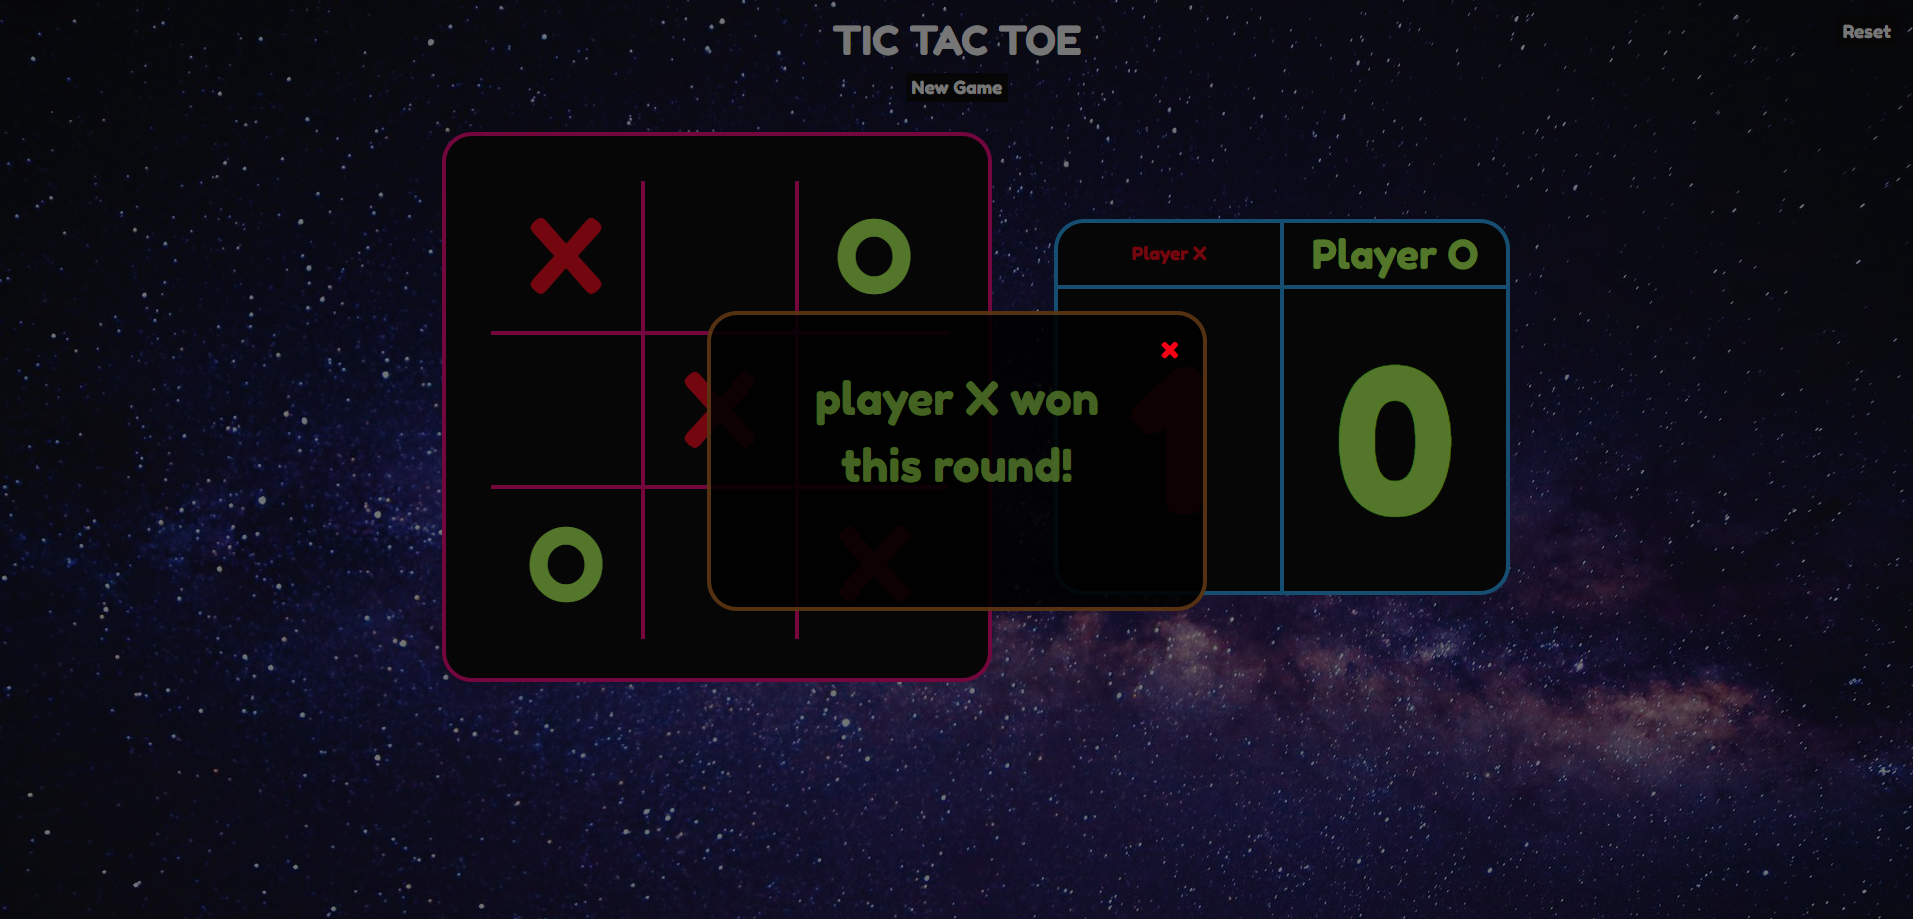 TIC TAC TOE
Reset
New Game
X O
X
O X
Player X Player O
1 0
×
player X won
this round!